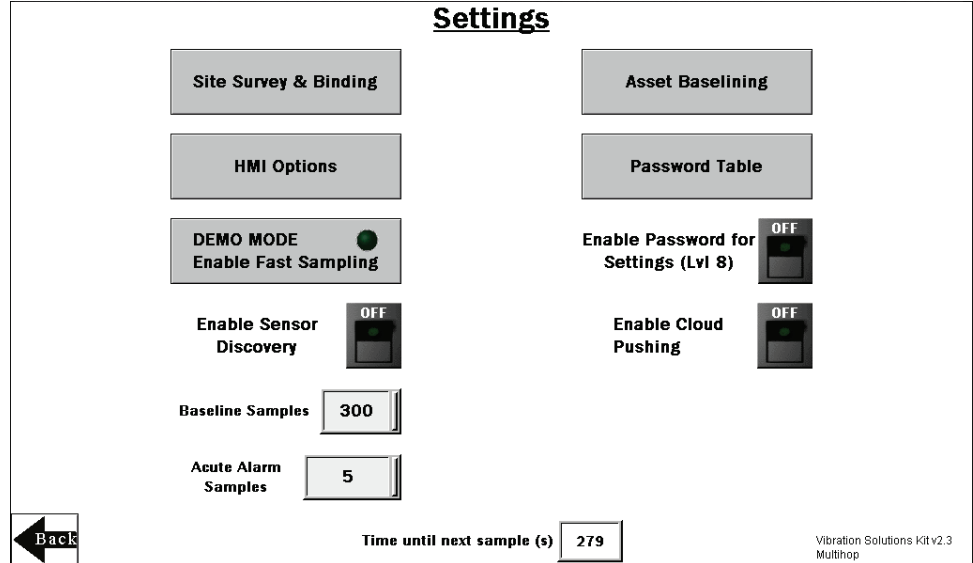 Settings
Site Survey & Binding
Asset Baselining
HMI Options
Password Table
DEMO MODE
Enable Fast Sampling
Enable Password for
Settings (Lvl 8)
OFF
Enable Sensor
Discovery
OFF
Enable Cloud
Pushing
OFF
Baseline Samples
300
Acute Alarm
Samples
5
Back
Time until next sample (s)
279
Vibration Solutions Kit v2.3
Multihop